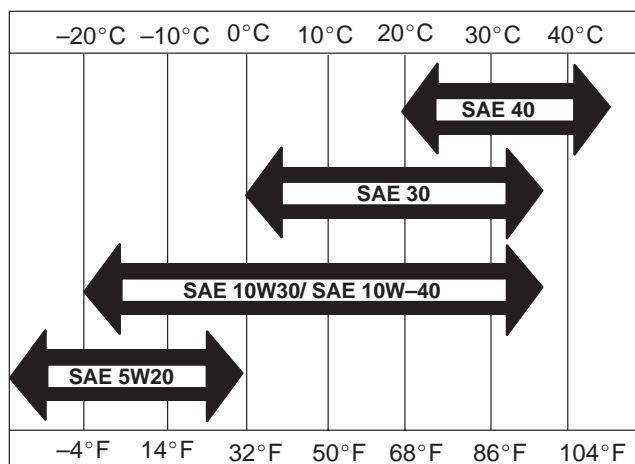 –20°C –10°C 0°C 10°C 20°C 30°C 40°C
SAE 40
SAE 30
SAE 10W30/ SAE 10W–40
SAE 5W20
–4°F 14°F 32°F 50°F 68°F 86°F 104°F